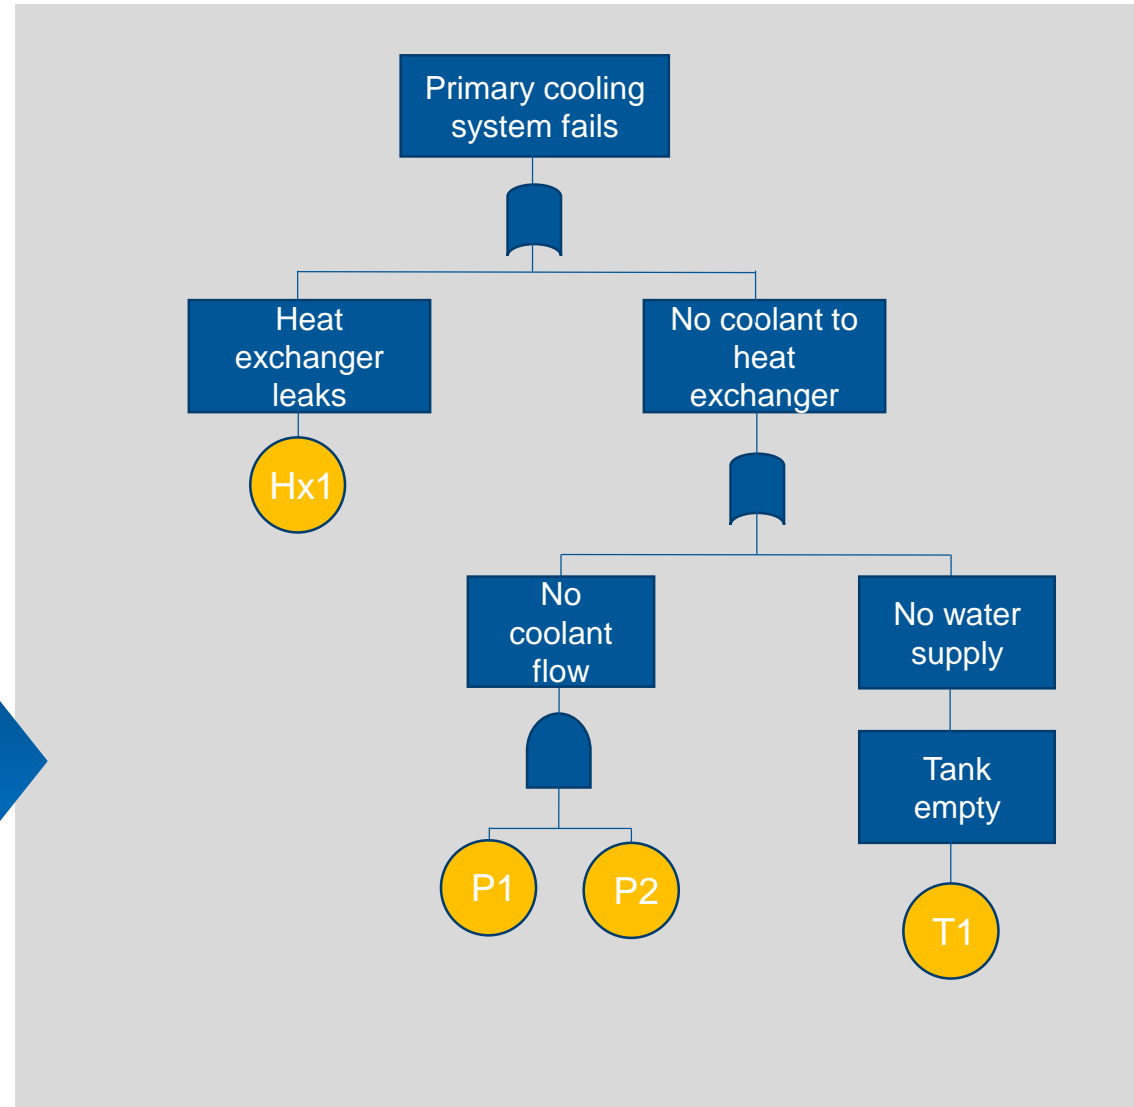 Primary cooling
system fails
Heat
exchanger
leaks
No coolant to
heat
exchanger
Hx1
No
coolant
flow
No water
supply
Tank
empty
P1
P2
T1